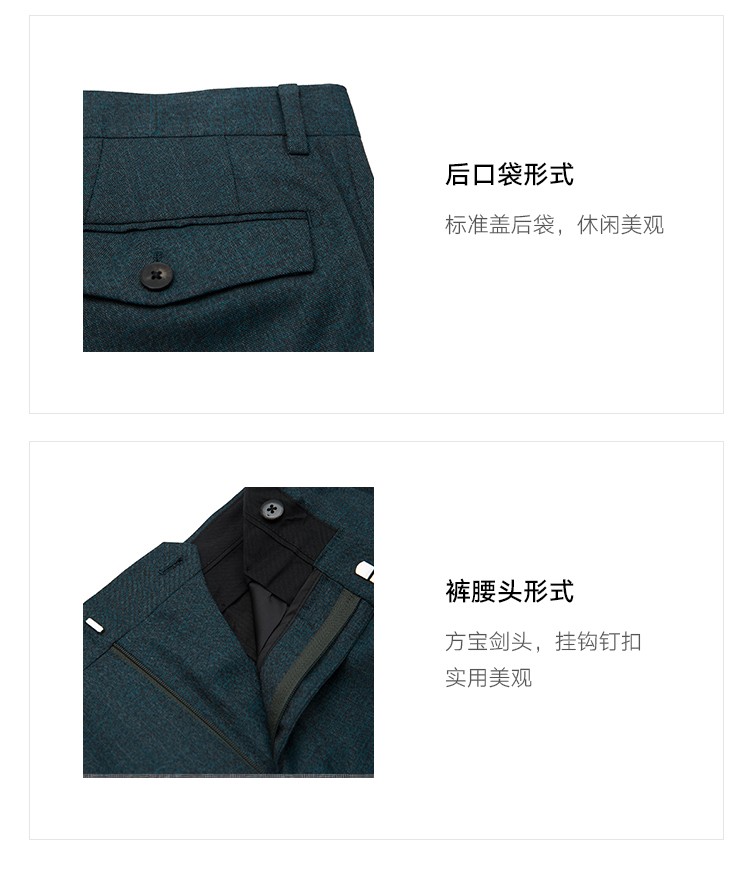 后口袋形式
标准盖后袋，休闲美观
裤腰头形式
方宝剑头，挂钩钉扣
实用美观